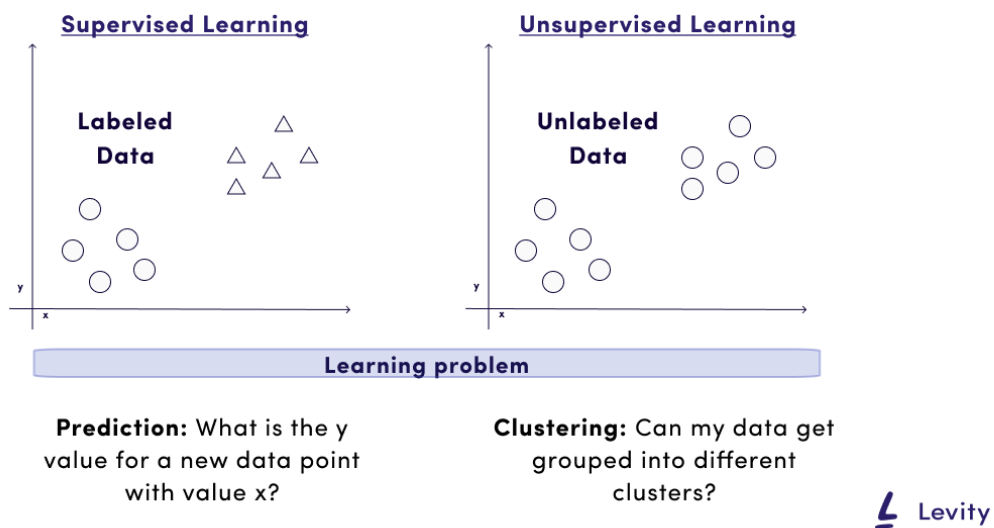 Supervised Learning
Labeled
Data
y
x
Unsupervised Learning
Unlabeled
Data
y
x
Learning problem
Prediction: What is the y
value for a new data point
with value x?
Clustering: Can my data get
grouped into different
clusters?
Levity